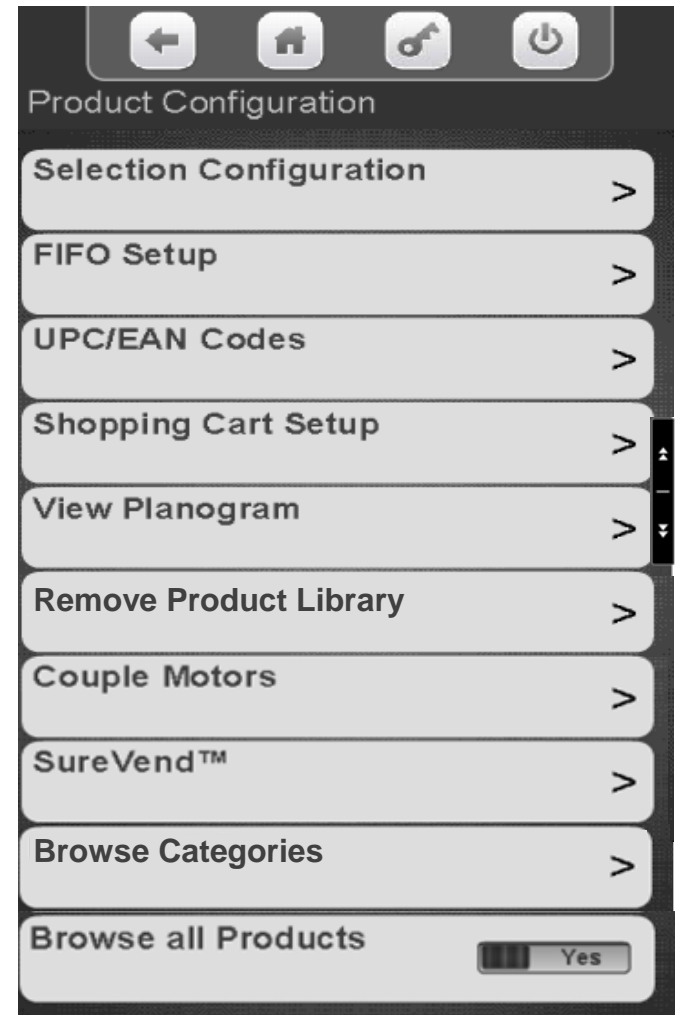 Product Configuration
Selection Configuration
>
FIFO Setup
>
UPC/EAN Codes
>
Shopping Cart Setup
>
View Planogram
>
Remove Product Library
>
Couple Motors
>
SureVend™
>
Browse Categories
>
Browse all Products
Yes